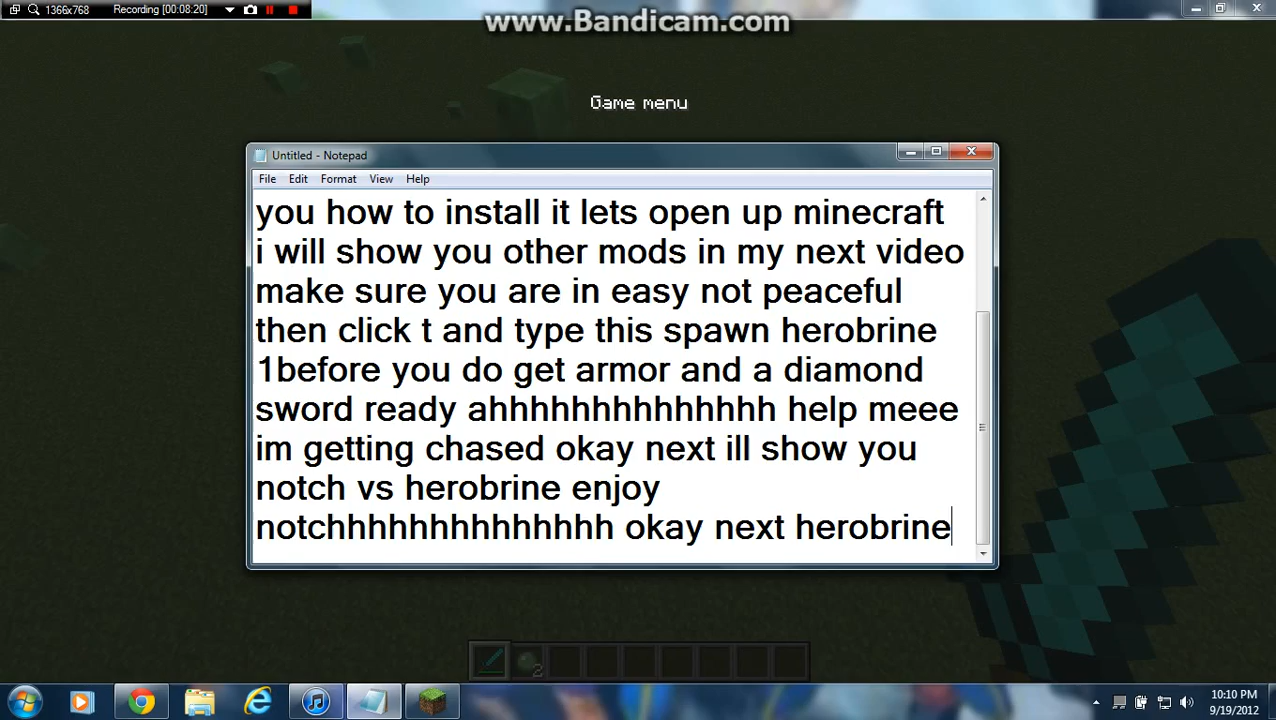 1366x768 Recording [00:08:20]
www.Bandicam.com
Game menu
Untitled - Notepad
File Edit Format View Help
you how to install it lets open up minecraft
i will show you other mods in my next video
make sure you are in easy not peaceful
then click t and type this spawn herobrine
1before you do get armor and a diamond
sword ready ahhhhhhhhhhhhhh help meee
im getting chased okay next ill show you
notch vs herobrine enjoy
notchhhhhhhhhhhhhh okay next herobrine
2
10:10 PM
9/19/2012